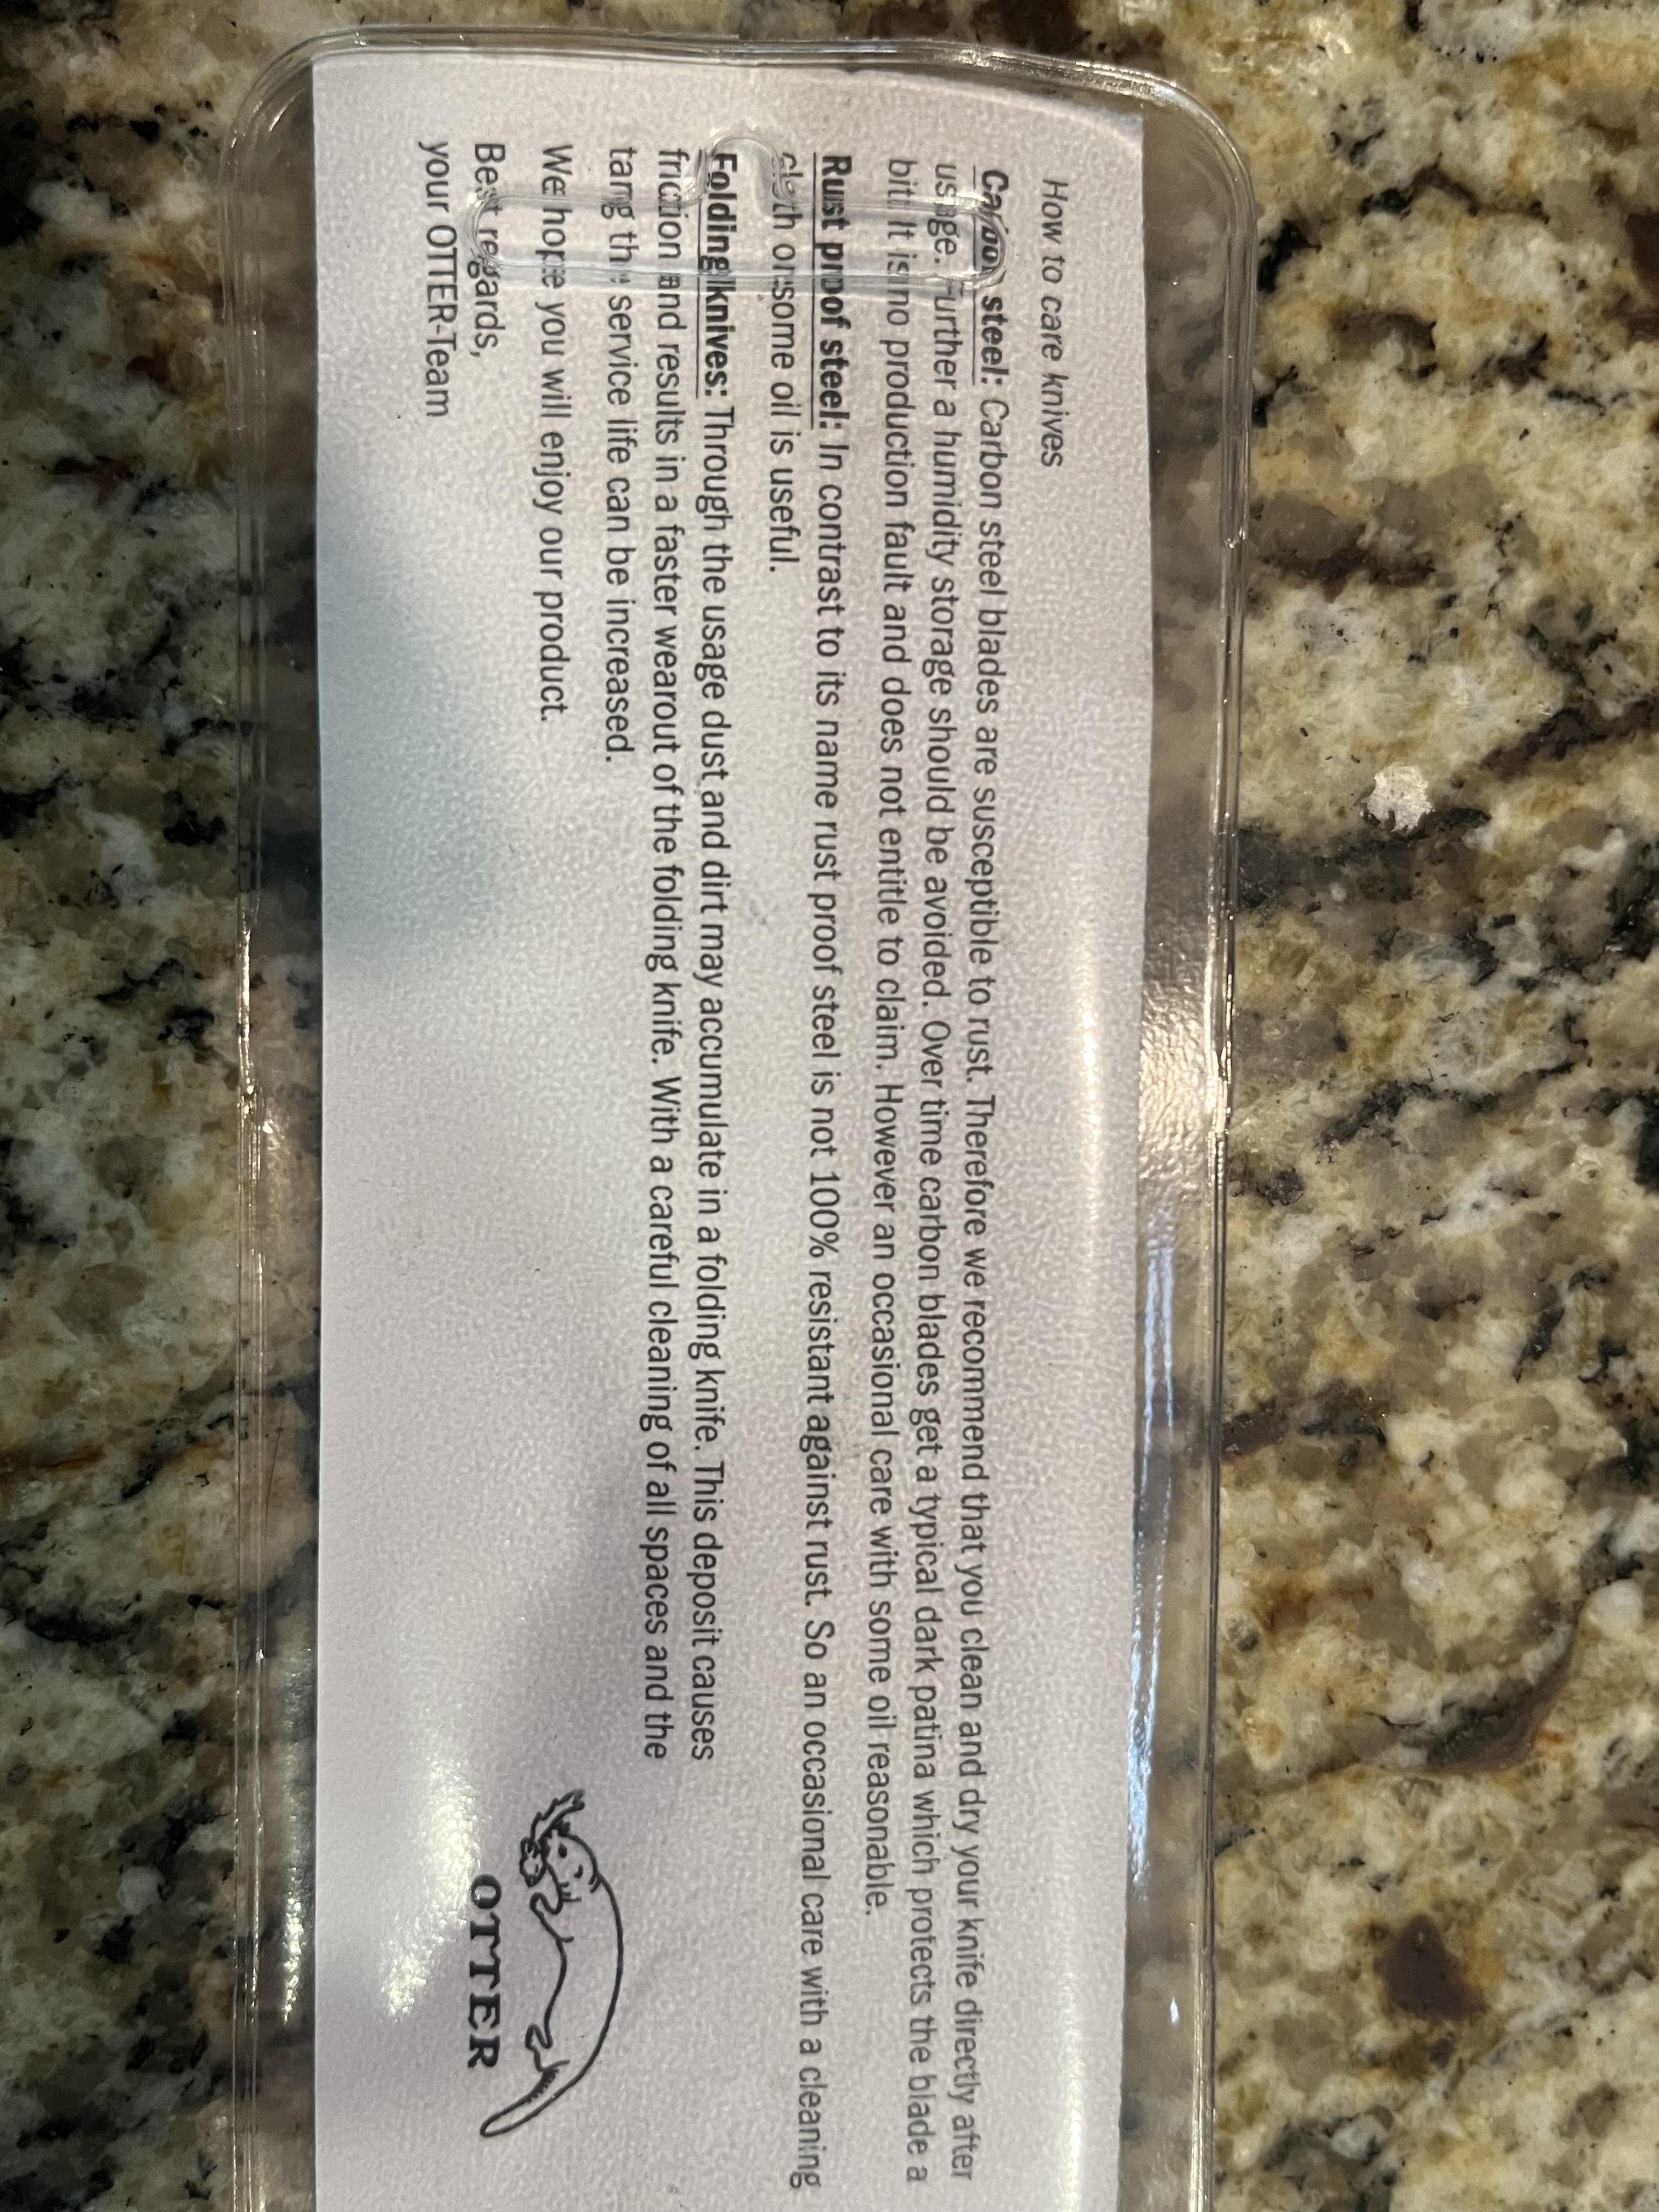 How to care knives
Carbon steel: Carbon steel blades are susceptible to rust. Therefore we recommend that you clean and dry your knife directly after
usage. Further a humidity storage should be avoided. Over time carbon blades get a typical dark patina which protects the blade a
bit. It is no production fault and does not entitle to claim. However an occasional care with some oil reasonable.
Rust proof steel: In contrast to its name rust proof steel is not 100% resistant against rust. So an occasional care with a cleaning
cloth or some oil is useful.
Folding knives: Through the usage dust and dirt may accumulate in a folding knife. This deposit causes
friction and results in a faster wearout of the folding knife. With a careful cleaning of all spaces and the
tang the service life can be increased.
We hope you will enjoy our product.
Best regards,
your OTTER-Team
OTTER